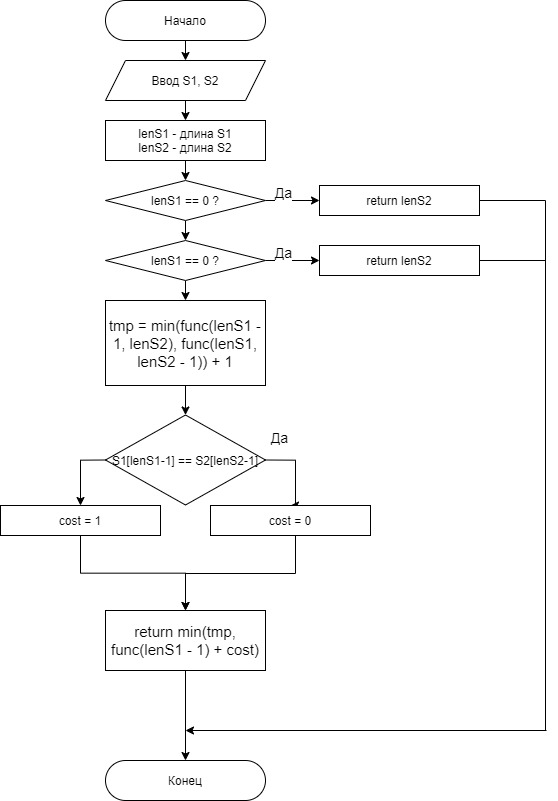 Начало
Ввод S1, S2
lenS1 - длина S1
lenS2 - длина S2
lenS1 == 0 ?
Да
return lenS2
lenS1 == 0 ?
Да
return lenS2
tmp = min(func(lenS1 -
1, lenS2), func(lenS1,
lenS2 - 1)) + 1
Да
S1[lenS1-1] == S2[lenS2-1]
cost = 1
cost = 0
return min(tmp,
func(lenS1 - 1) + cost)
Конец